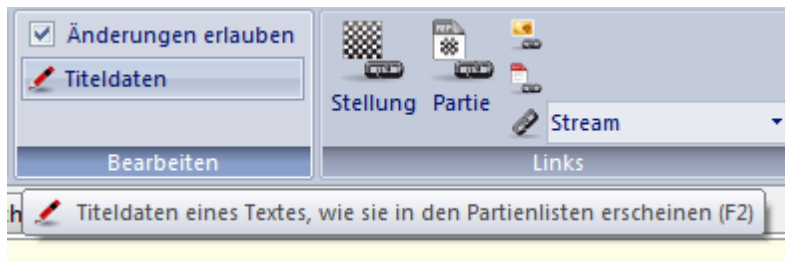 Änderungen erlauben
Titeldaten
Stellung Partie
Stream
Bearbeiten
Links
Titeldaten eines Textes, wie sie in den Partienlisten erscheinen (F2)